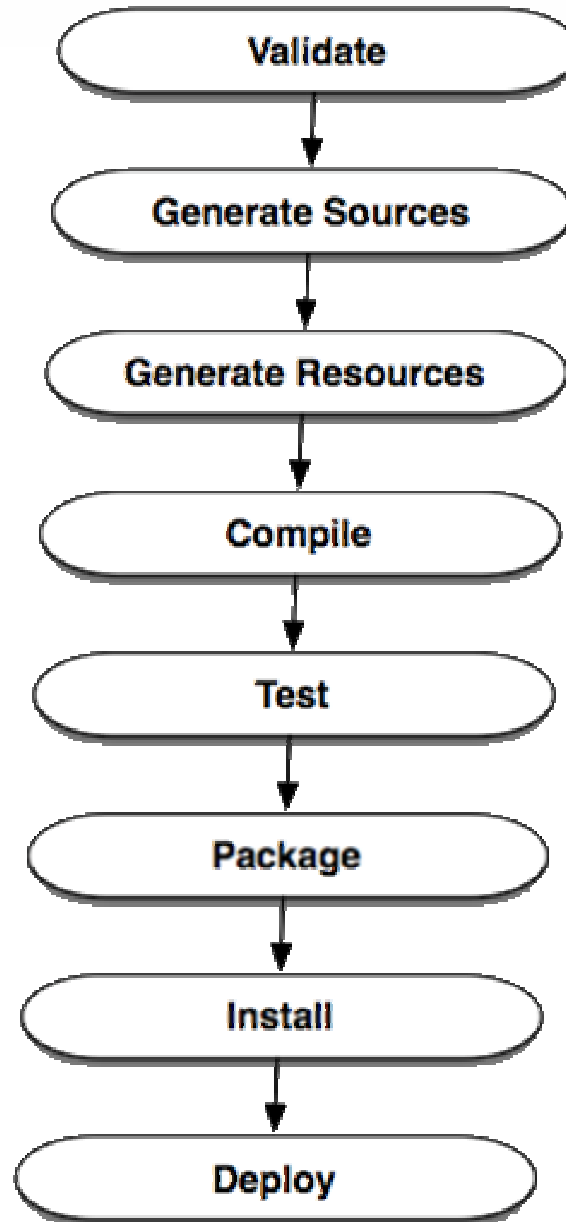 Validate
Generate Sources
Generate Resources
Compile
Test
Package
Install
Deploy